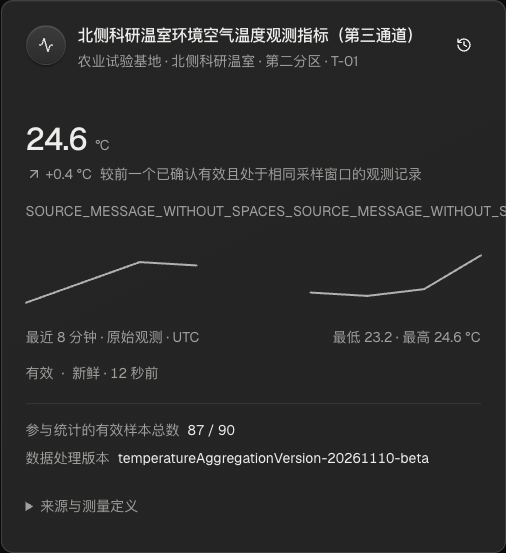 北侧科研温室环境空气温度观测指标（第三通道）
农业试验基地 · 北侧科研温室 · 第二分区 · T-01
24.6 °C
+0.4 °C 较前一个已确认有效且处于相同采样窗口的观测记录
SOURCE_MESSAGE_WITHOUT_SPACES_SOURCE_MESSAGE_WITHOUT_S
最近 8 分钟 · 原始观测 · UTC
最低 23.2 · 最高 24.6 °C
有效 · 新鲜 · 12 秒前
参与统计的有效样本总数 87 / 90
数据处理版本 temperatureAggregationVersion-20261110-beta
来源与测量定义